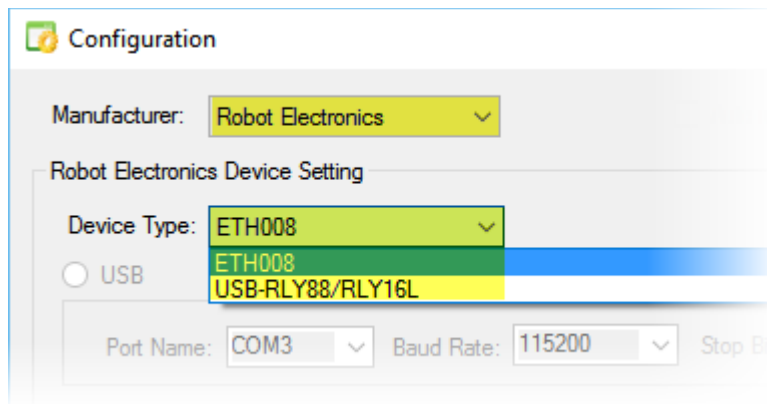 Configuration
Manufacturer: Robot Electronics
Robot Electronics Device Setting
Device Type: ETH008
ETH008
USB
USB-RLY88/RLY16L
Port Name: COM3 Baud Rate: 115200 Stop B